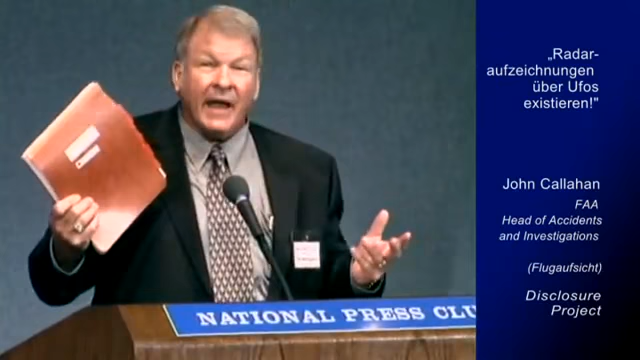 „Radar-
aufzeichnungen
über Ufos
existieren!"
John Callahan
FAA
Head of Accidents
and Investigations
(Flugaufsicht)
Disclosure
Project
NATIONAL PRESS CLU